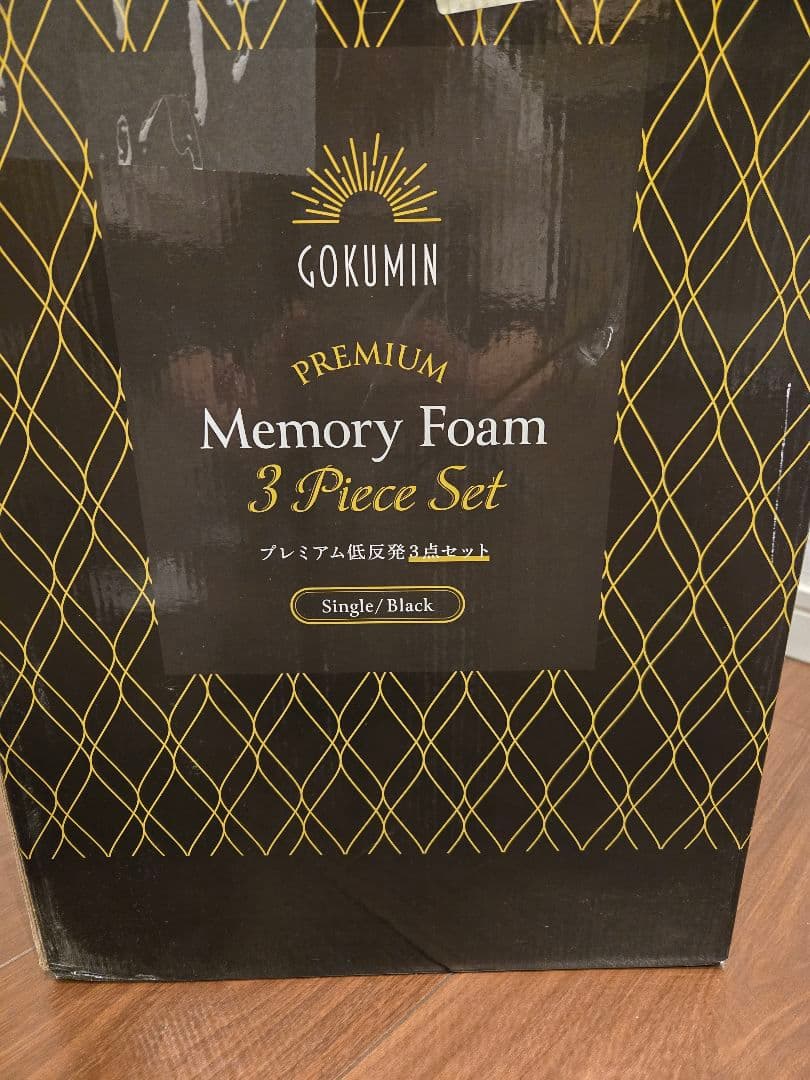 GOKUMIN
PREMIUM
Memory Foam
3 Piece Set
プレミアム低反発3点セット
Single/Black